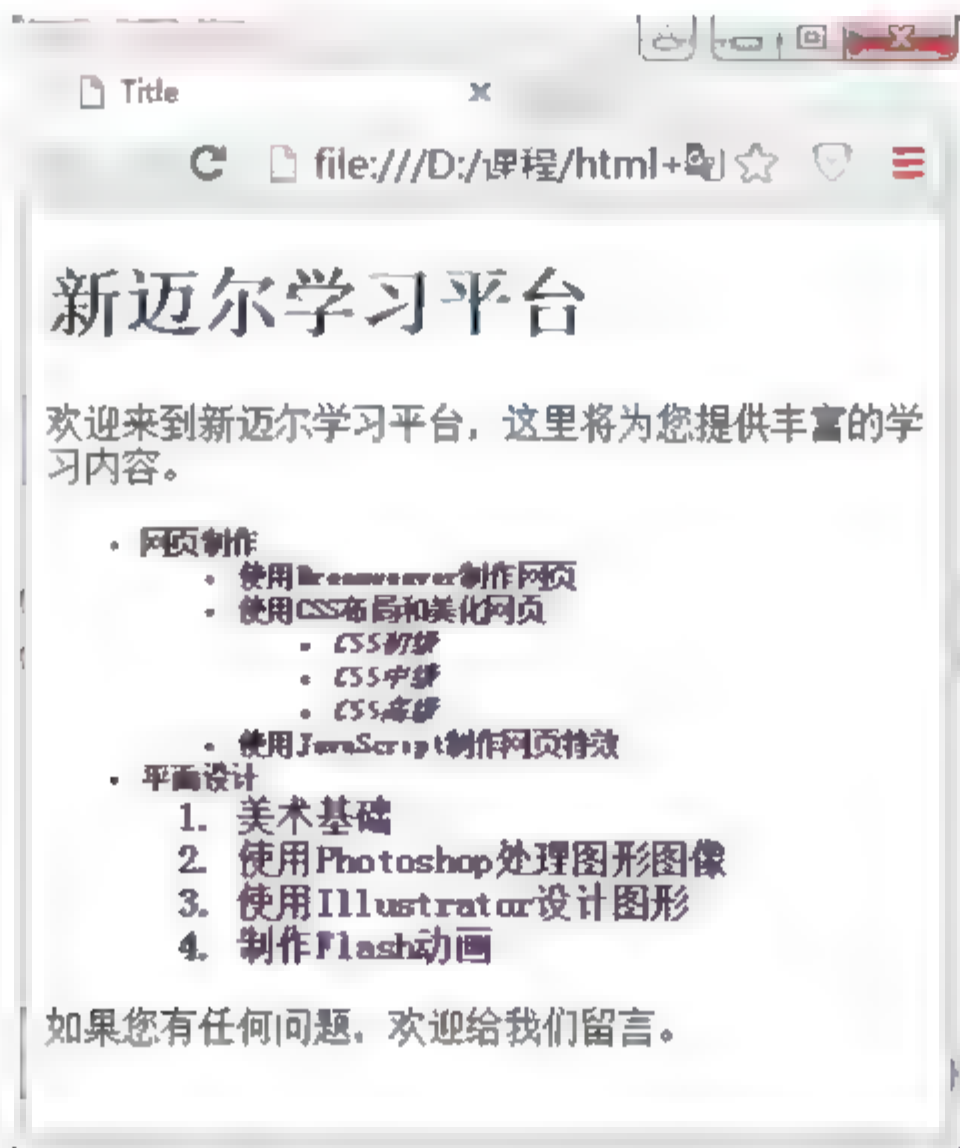 Title
file:///D:/课程/html+
新迈尔学习平台
欢迎来到新迈尔学习平台，这里将为您提供丰富的学
习内容。
• 网页制作
• 使用Dreamweaver制作网页
• 使用CSS布局和美化网页
• CSS初级
• CSS中级
• CSS高级
• 使用JavaScript制作网页特效
• 平面设计
1. 美术基础
2. 使用Photoshop处理图形图像
3. 使用Illustrator设计图形
4. 制作Flash动画
如果您有任何问题，欢迎给我们留言。